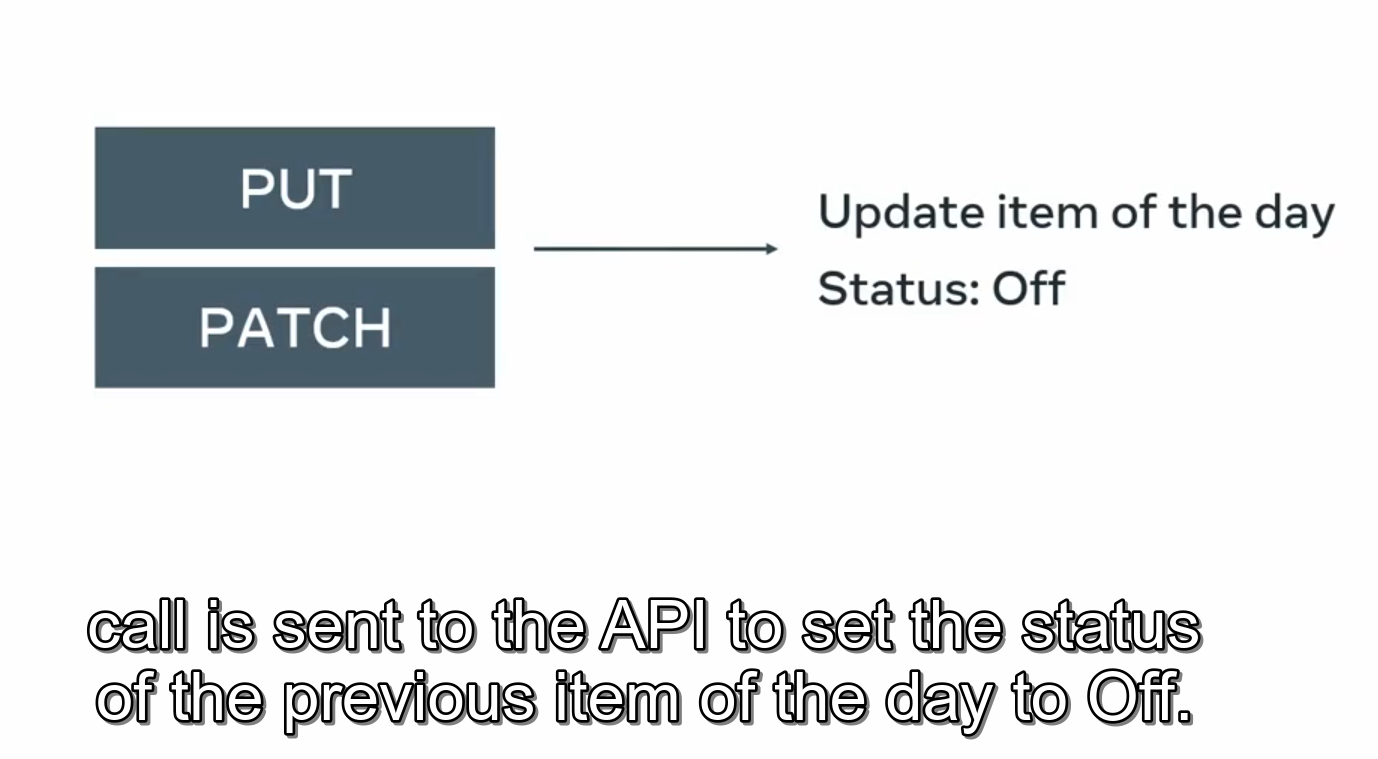 PUT
PATCH
Update item of the day
Status: Off
call is sent to the API to set the status
of the previous item of the day to Off.